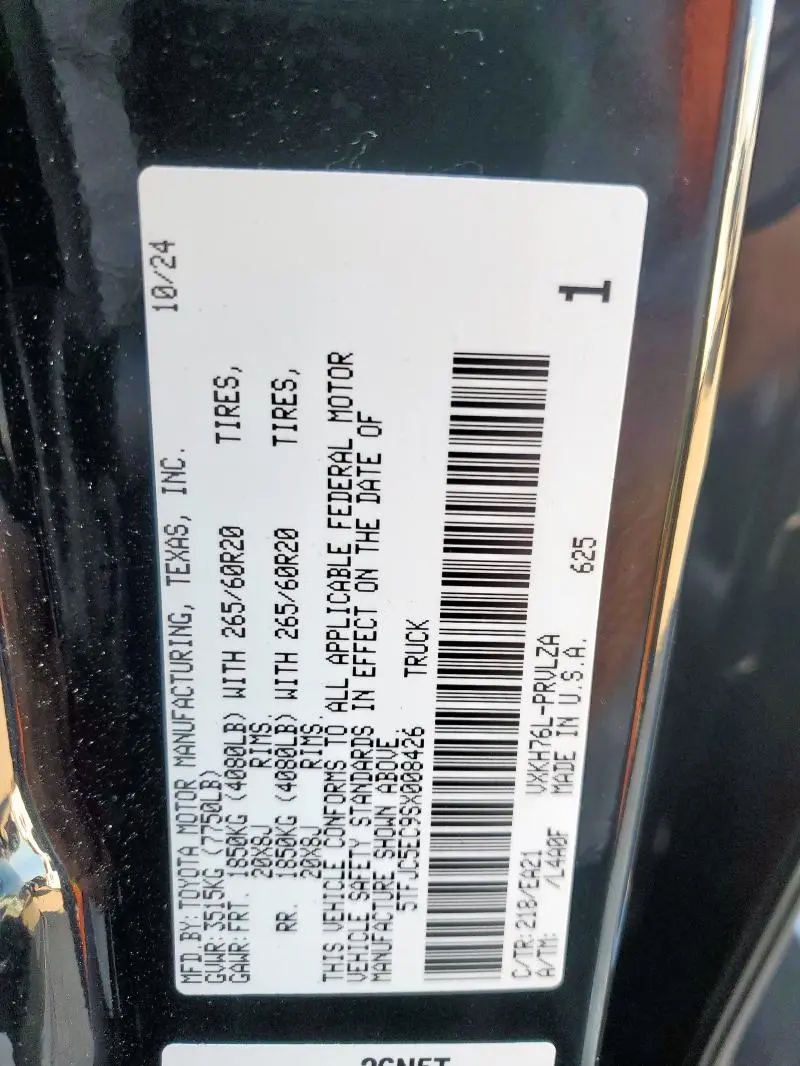 MFD.BY:TOYOTA MOTOR MANUFACTURING, TEXAS, INC. 10/24
GVWR:3515KG (7750LB)
GAWR:FRT. 1850KG (4080LB) WITH 265/60R20 TIRES,
20X8J RIMS.
RR. 1850KG (4080LB) WITH 265/60R20 TIRES,
20X8J RIMS.
THIS VEHICLE CONFORMS TO ALL APPLICABLE FEDERAL MOTOR
VEHICLE SAFETY STANDARDS IN EFFECT ON THE DATE OF
MANUFACTURE SHOWN ABOVE.
5TFJC5EC9SX008426 TRUCK
C/TR:218/EA21 VXKH76L-PRVLZA
A/TM: /L4A0F MADE IN U.S.A. 625
1